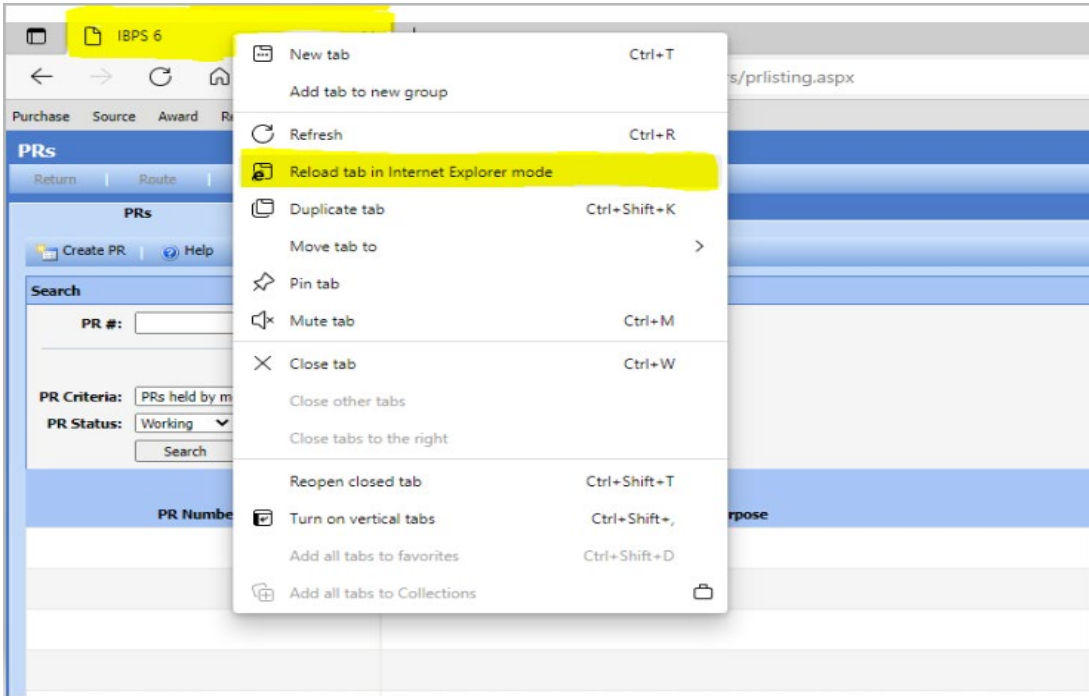 IBPS 6
s/prlisting.aspx
Purchase Source Award
PRs
Return Route
PRs
Create PR Help
Search
PR #:
PR Criteria: PRs held by
PR Status: Working
Search
PR
New tab Ctrl+T
Add tab to new group
Refresh Ctrl+R
Reload tab in Internet Explorer mode
Duplicate tab Ctrl+Shift+K
Move tab to
Pin tab
Mute tab Ctrl+M
Close tab Ctrl+W
Close other tabs
Close tabs to the right
Reopen closed tab Ctrl+Shift+T
Turn on vertical tabs Ctrl+Shift+,
Add all tabs to favorites Ctrl+Shift+D
Add all tabs to Collections